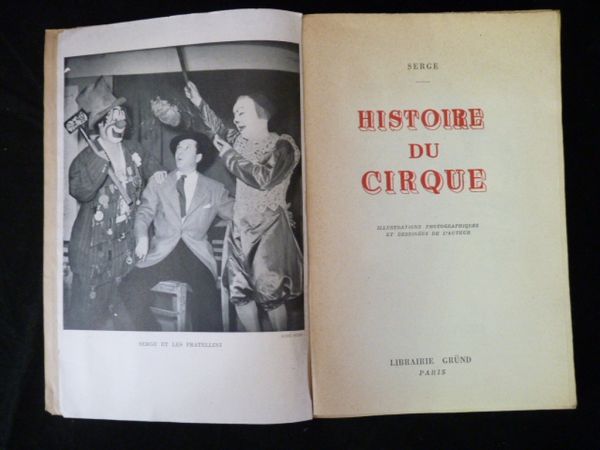 SERGE ET LES FRATELLINI
SERGE
HISTOIRE
DU
CIRQUE
ILLUSTRATIONS PHOTOGRAPHIQUES
ET DESSINÉES DE L'AUTEUR
LIBRAIRIE GRÜND
PARIS